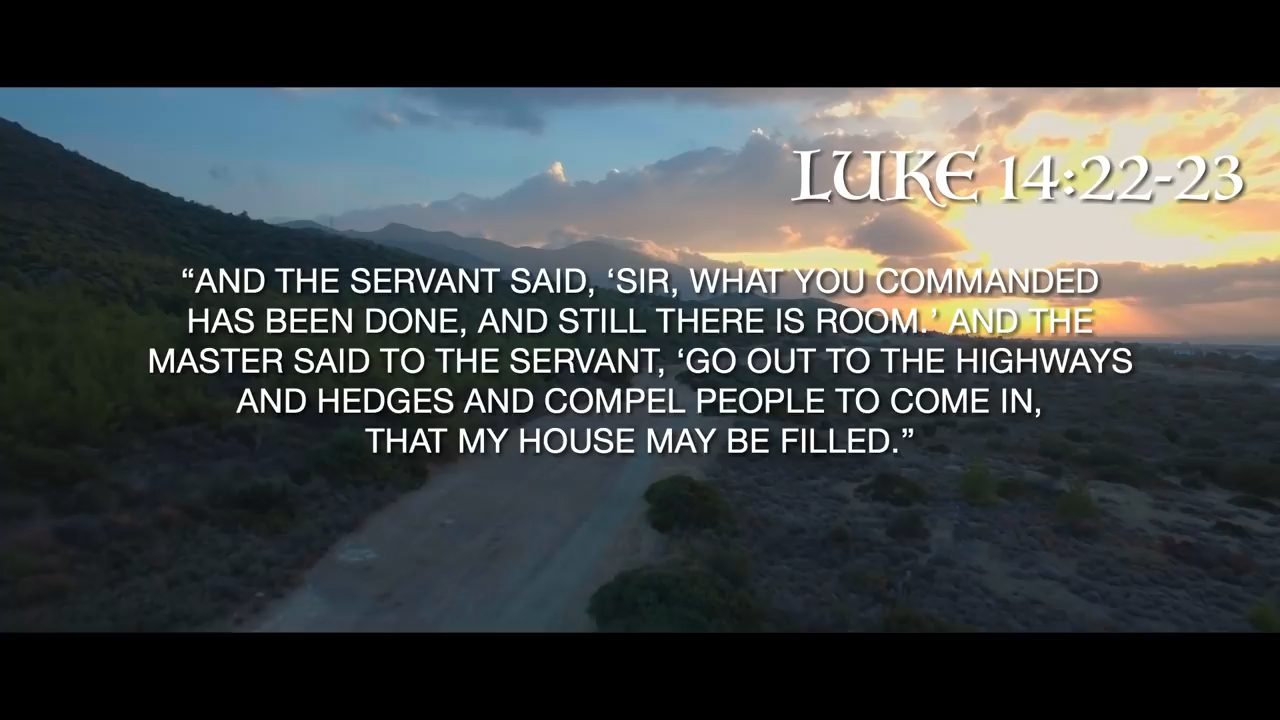 LUKE 14:22-23
“AND THE SERVANT SAID, ‘SIR, WHAT YOU COMMANDED
HAS BEEN DONE, AND STILL THERE IS ROOM.’ AND THE
MASTER SAID TO THE SERVANT, ‘GO OUT TO THE HIGHWAYS
AND HEDGES AND COMPEL PEOPLE TO COME IN,
THAT MY HOUSE MAY BE FILLED.”